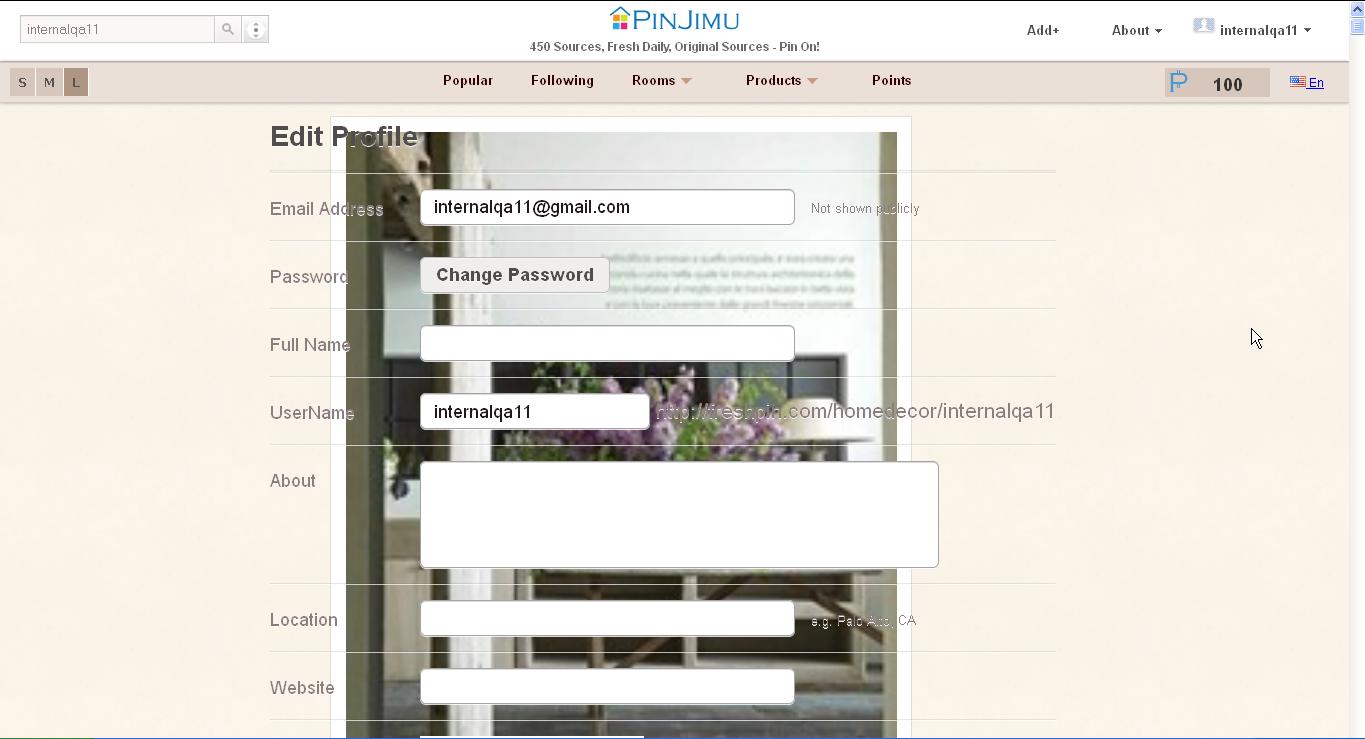 internalqa11
PINJIMU
450 Sources, Fresh Daily, Original Sources - Pin On!
Add+ About internalqa11
S M L
Popular Following Rooms Products Points
100 En
Edit Profile
Email Address internalqa11@gmail.com Not shown publicly
Password Change Password
Full Name
UserName internalqa11 http://freshpin.com/homedecor/internalqa11
About
Location e.g. Palo Alto, CA
Website